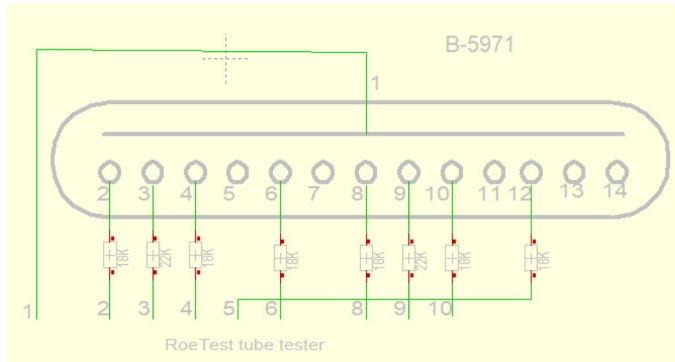 B-5971
1
2 3 4 5 6 7 8 9 10 11 12 13 14
18K 22K 18K 18K 18K 22K 18K 18K
1 2 3 4 5 6 8 9 10
RoeTest tube tester